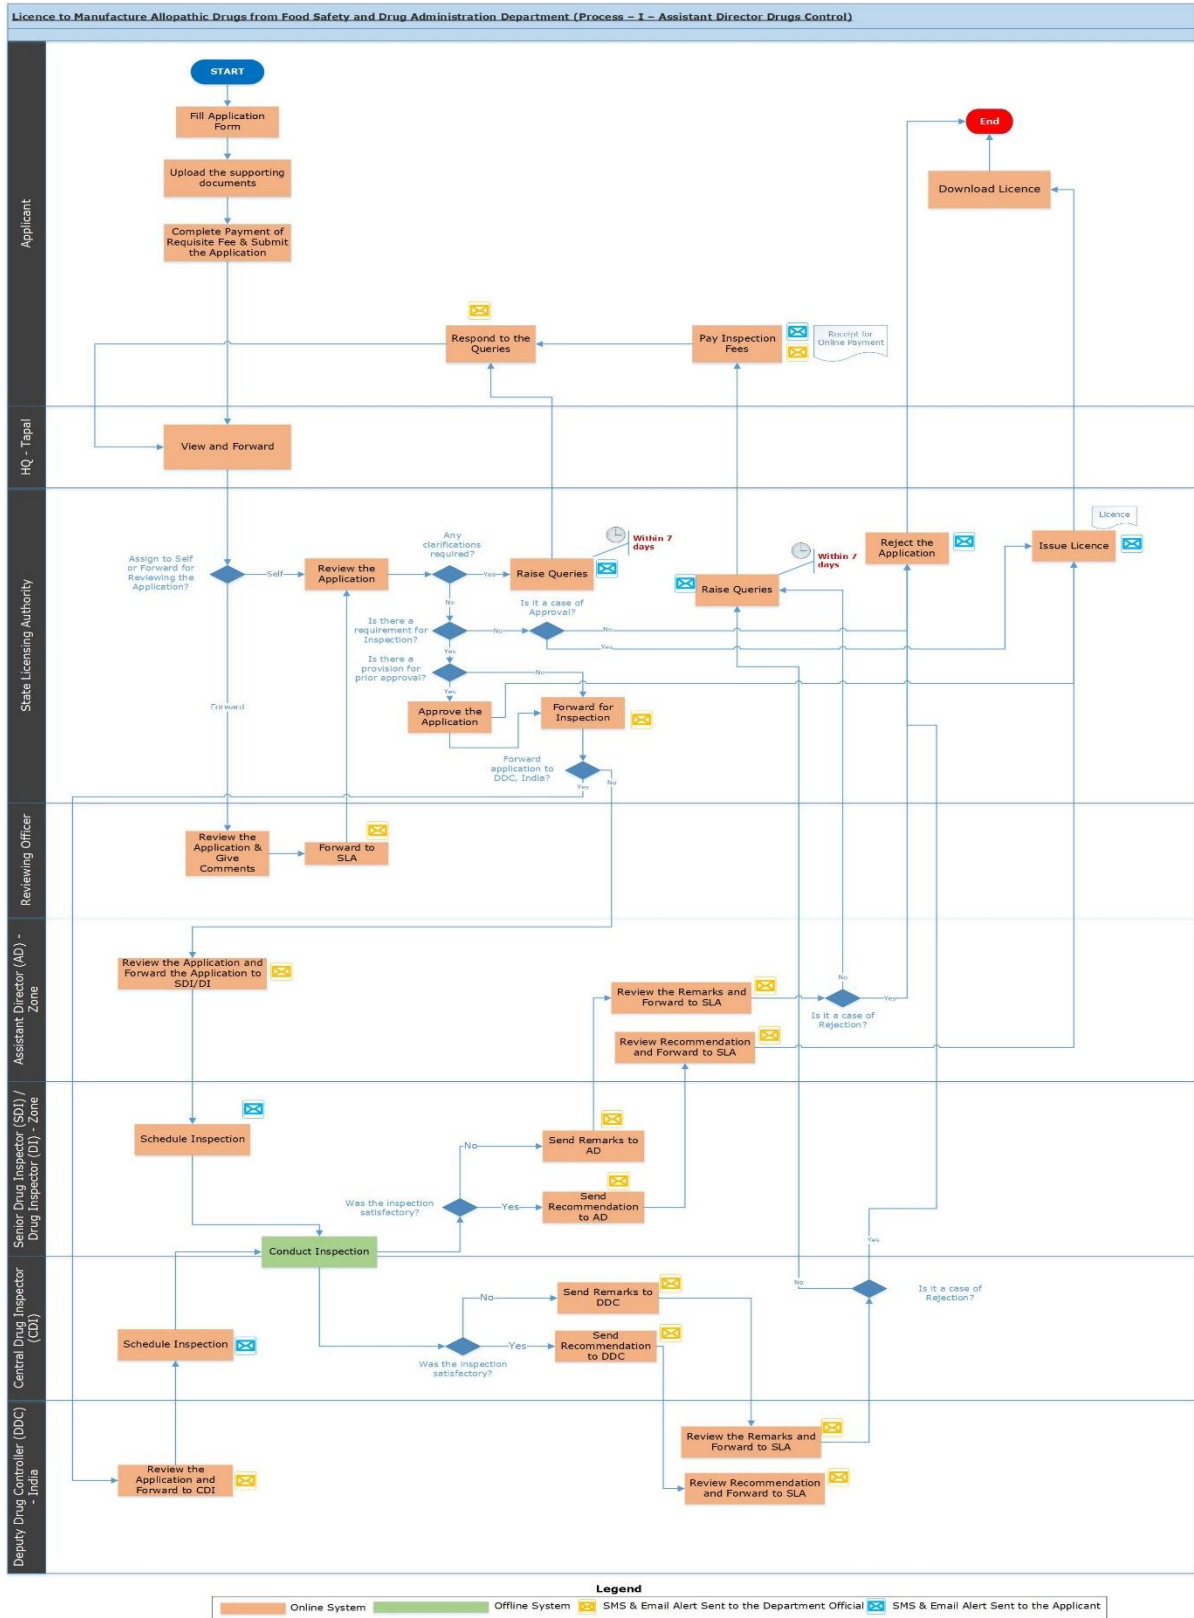 Licence to Manufacture Allopathic Drugs from Food Safety and Drug Administration Department (Process – I – Assistant Director Drugs Control)
Applicant
START
Fill Application
Form
Upload the supporting
documents
Complete Payment of
Requisite Fee & Submit
the Application
Respond to the
Queries
Pay Inspection
Fees
Receipt for
Online Payment
End
Download Licence
HQ - Tapal
View and Forward
State Licensing Authority
Assign to Self
or Forward for
Reviewing the
Application?
Self
Forward
Review the
Application
Any
clarifications
required?
Yes
No
Raise Queries
Within 7
days
Is there a
requirement for
Inspection?
No
Yes
Is it a case of
Approval?
No
Yes
Is there a
provision for
prior approval?
No
Yes
Approve the
Application
Forward for
Inspection
Forward
application to
DDC, India?
No
Yes
Raise Queries
Within 7
days
Reject the
Application
Licence
Issue Licence
Reviewing Officer
Review the
Application &
Give
Comments
Forward to
SLA
Assistant Director (AD) -
Zone
Review the Application and
Forward the Application to
SDI/DI
Review the Remarks and
Forward to SLA
No
Yes
Is it a case of
Rejection?
Review Recommendation
and Forward to SLA
Senior Drug Inspector (SDI) /
Drug Inspector (DI) - Zone
Schedule Inspection
Conduct Inspection
Was the inspection
satisfactory?
No
Yes
Send Remarks to
AD
Send
Recommendation
to AD
Central Drug Inspector
(CDI)
Schedule Inspection
Was the inspection
satisfactory?
No
Yes
Send Remarks to
DDC
Send
Recommendation
to DDC
Yes
No
Is it a case of
Rejection?
Deputy Drug Controller (DDC)
- India
Review the
Application and
Forward to CDI
Review the Remarks and
Forward to SLA
Review Recommendation
and Forward to SLA
Legend
Online System
Offline System
SMS & Email Alert Sent to the Department Official
SMS & Email Alert Sent to the Applicant